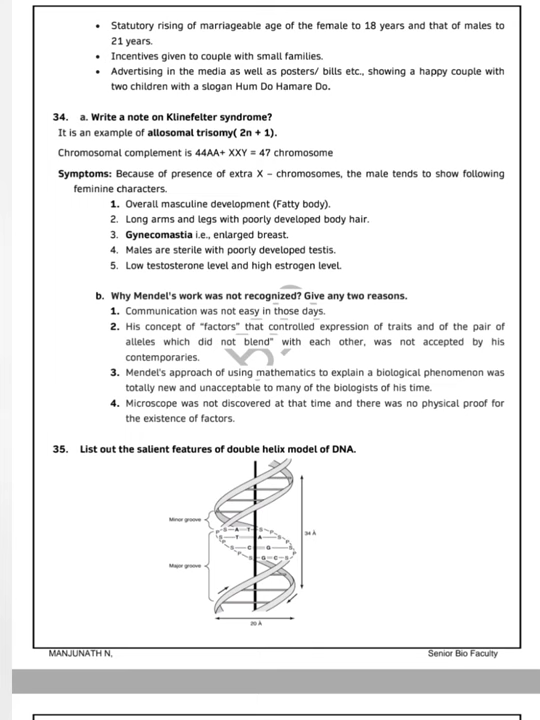 • Statutory rising of marriageable age of the female to 18 years and that of males to
21 years.
• Incentives given to couple with small families.
• Advertising in the media as well as posters/ bills etc., showing a happy couple with
two children with a slogan Hum Do Hamare Do.
34. a. Write a note on Klinefelter syndrome?
It is an example of allosomal trisomy( 2n + 1).
Chromosomal complement is 44AA+ XXY = 47 chromosome
Symptoms: Because of presence of extra X – chromosomes, the male tends to show following
feminine characters.
1. Overall masculine development (Fatty body).
2. Long arms and legs with poorly developed body hair.
3. Gynecomastia i.e., enlarged breast.
4. Males are sterile with poorly developed testis.
5. Low testosterone level and high estrogen level.
b. Why Mendel's work was not recognized? Give any two reasons.
1. Communication was not easy in those days.
2. His concept of "factors" that controlled expression of traits and of the pair of
alleles which did not blend" with each other, was not accepted by his
contemporaries.
3. Mendel's approach of using mathematics to explain a biological phenomenon was
totally new and unacceptable to many of the biologists of his time.
4. Microscope was not discovered at that time and there was no physical proof for
the existence of factors.
35. List out the salient features of double helix model of DNA.
Minor groove
P S A T S P
S T A S
34 Å
S C G S
Major groove
S G C S
20 Å
MANJUNATH N,
Senior Bio Faculty